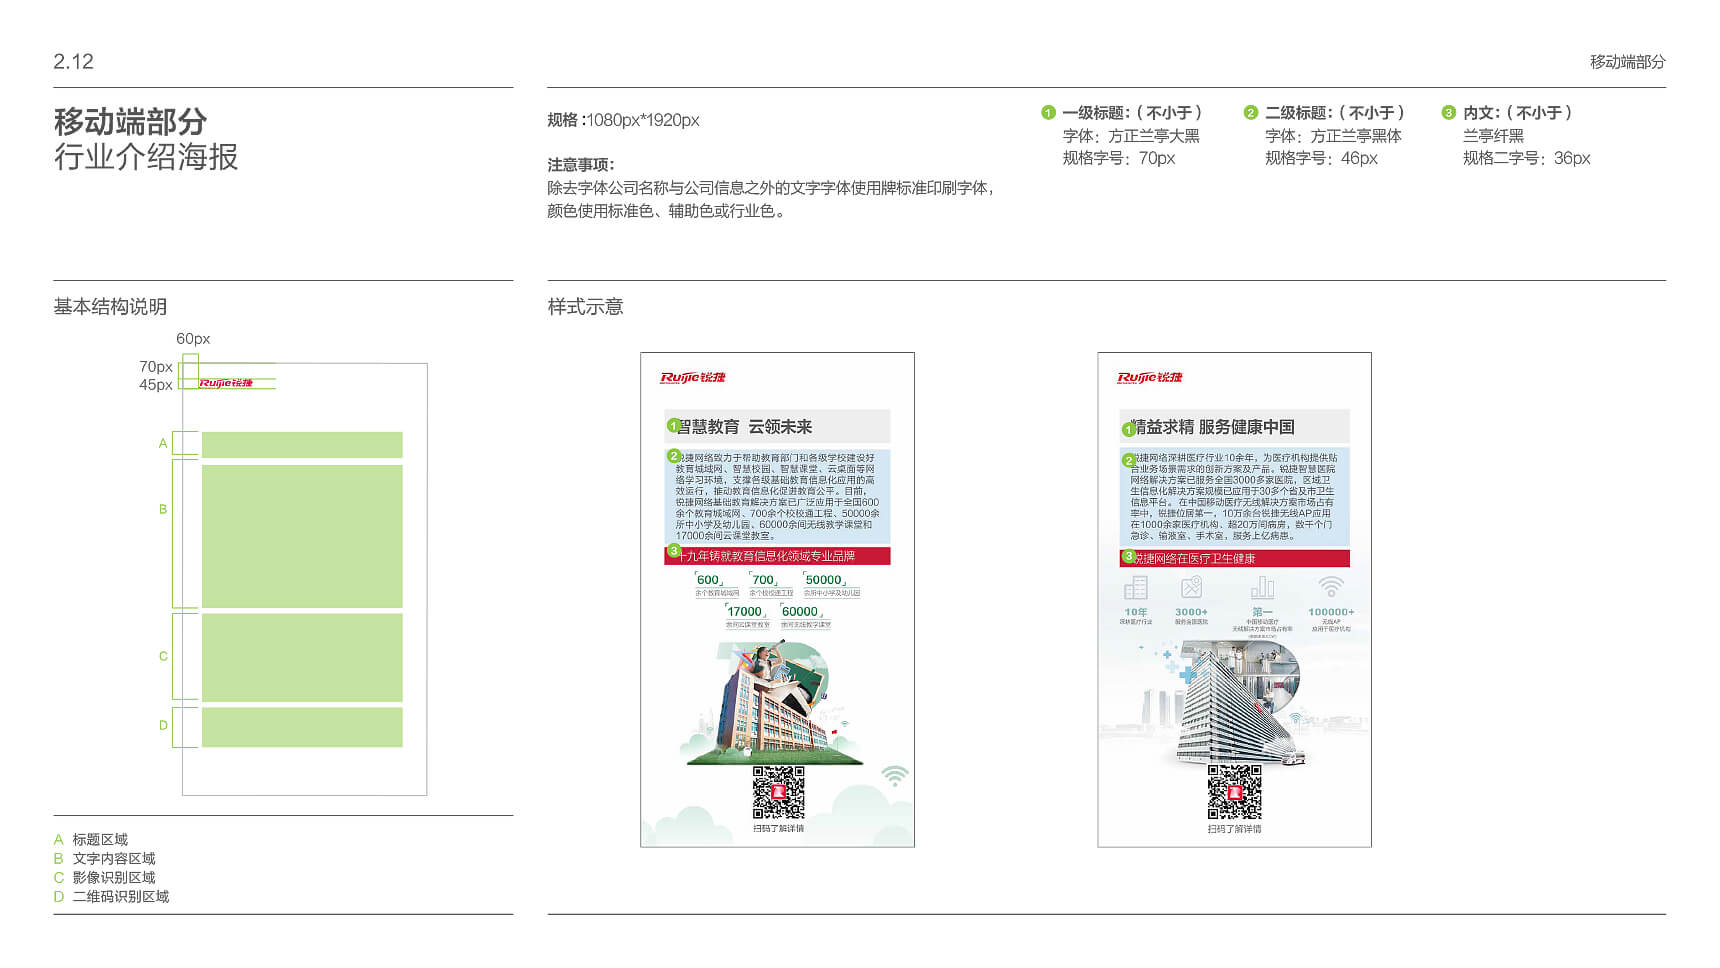 2.12
移动端部分
移动端部分
行业介绍海报
规格：1080px*1920px
注意事项：
除去字体公司名称与公司信息之外的文字字体使用牌标准印刷字体，
颜色使用标准色、辅助色或行业色。
1 一级标题：（不小于）
字体：方正兰亭大黑
规格字号：70px
2 二级标题：（不小于）
字体：方正兰亭黑体
规格字号：46px
3 内文：（不小于）
兰亭纤黑
规格二字号：36px
基本结构说明
60px
70px
45px
Ruijie锐捷
A
B
C
D
A 标题区域
B 文字内容区域
C 影像识别区域
D 二维码识别区域
样式示意
Ruijie锐捷
1智慧教育 云领未来
2锐捷网络致力于帮助教育部门和各级学校建设好
教育城域网、智慧校园、智慧课堂、云桌面等网
络学习环境，支撑各级基础教育信息化应用的高
效运行，推动教育信息化促进教育公平。目前，
锐捷网络基础教育解决方案已广泛应用于全国600
余个教育城域网、700余个校校通工程、50000余
所中小学及幼儿园、60000余间无线教学课堂和
17000余间云课堂教室。
3十九年铸就教育信息化领域专业品牌
600 700 50000
余个教育城域网 余个校校通工程 余所中小学及幼儿园
17000 60000
余间云课堂教室 余间无线教学课堂
扫码了解详情
Ruijie锐捷
1精益求精 服务健康中国
2锐捷网络深耕医疗行业10余年，为医疗机构提供贴
合业务场景需求的创新方案及产品。锐捷智慧医院
网络解决方案已服务全国3000多家医院，区域卫
生信息化解决方案规模已应用于30多个省及市卫生
信息平台。在中国移动医疗无线解决方案市场占有
率中，锐捷位居第一，10万余台锐捷无线AP应用
在1000余家医疗机构、超20万间病房，数千个门
急诊、输液室、手术室，服务上亿病患。
3锐捷网络在医疗卫生健康
10年 3000+ 第一 100000+
深耕医疗行业 服务全国医院 中国移动医疗 无线AP
无线解决方案市场占有率 应用于医疗机构
扫码了解详情